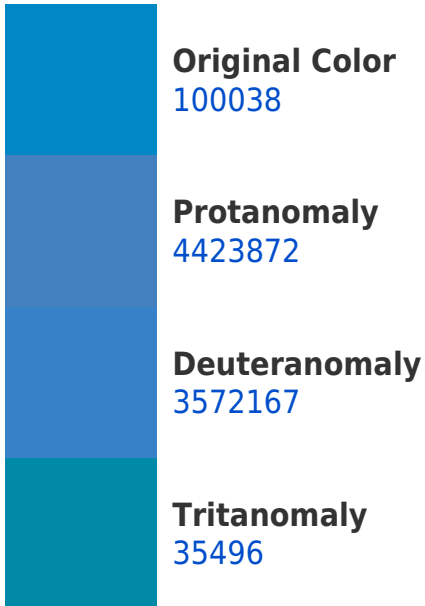 Original Color
100038
Protanomaly
4423872
Deuteranomaly
3572167
Tritanomaly
35496